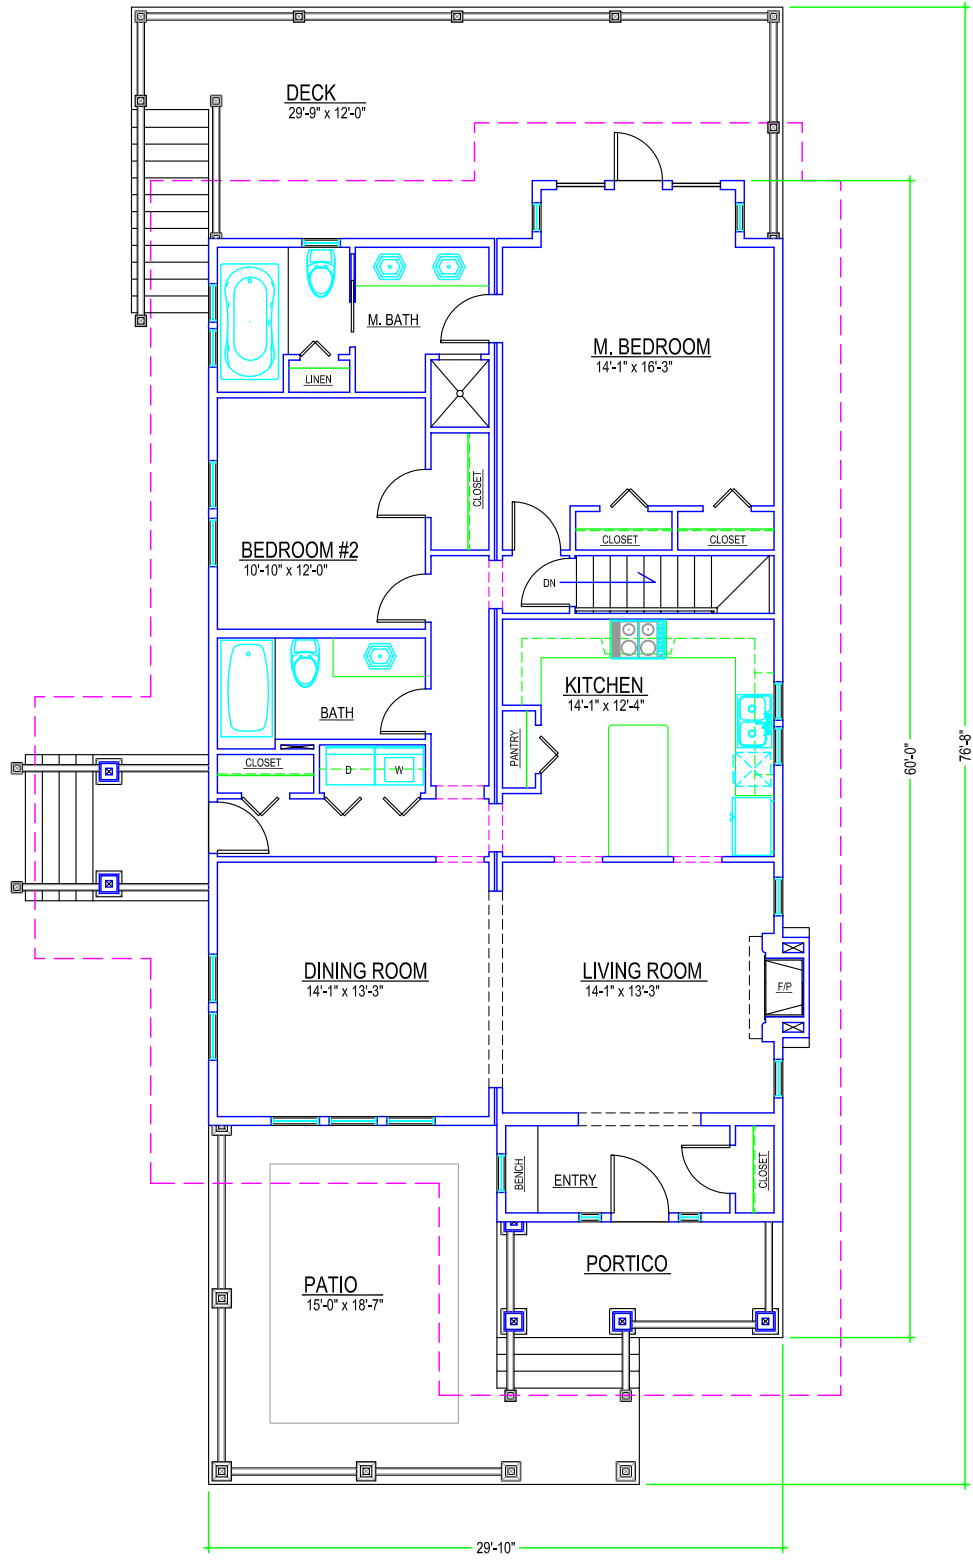 DECK
29'-9" x 12'-0"
M. BATH
LINEN
M. BEDROOM
14'-1" x 16'-3"
CLOSET
CLOSET
CLOSET
BEDROOM #2
10'-10" x 12'-0"
DN
KITCHEN
14'-1" x 12'-4"
BATH
PANTRY
CLOSET
D
W
60'-0"
76'-8"
DINING ROOM
14'-1" x 13'-3"
LIVING ROOM
14-1" x 13'-3"
F/P
BENCH
ENTRY
CLOSET
PORTICO
PATIO
15'-0" x 18'-7"
29'-10"